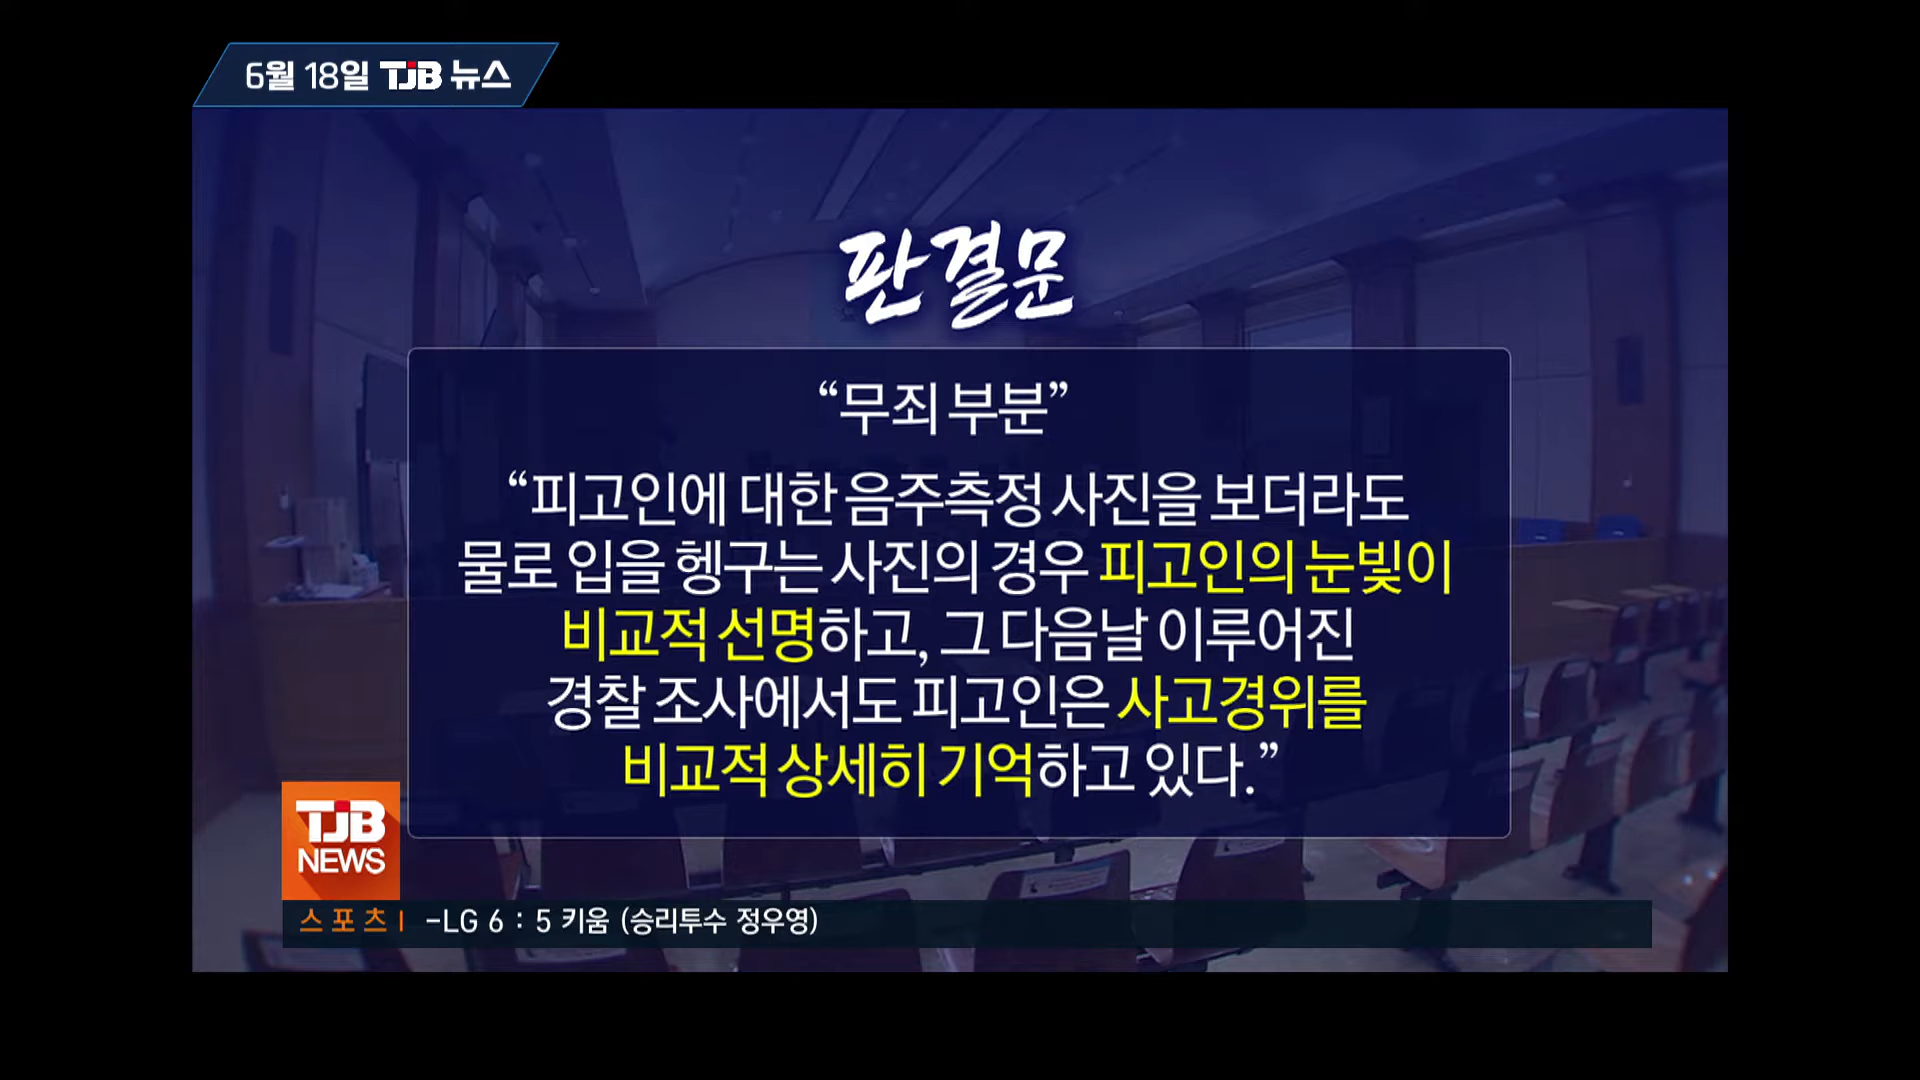 6월 18일 TJB 뉴스
판결문
“무죄 부분”
“피고인에 대한 음주측정 사진을 보더라도
물로 입을 헹구는 사진의 경우 피고인의 눈빛이
비교적 선명하고, 그 다음날 이루어진
경찰 조사에서도 피고인은 사고경위를
비교적 상세히 기억하고 있다.”
TJB
NEWS
스포츠 | -LG 6 : 5 키움 (승리투수 정우영)